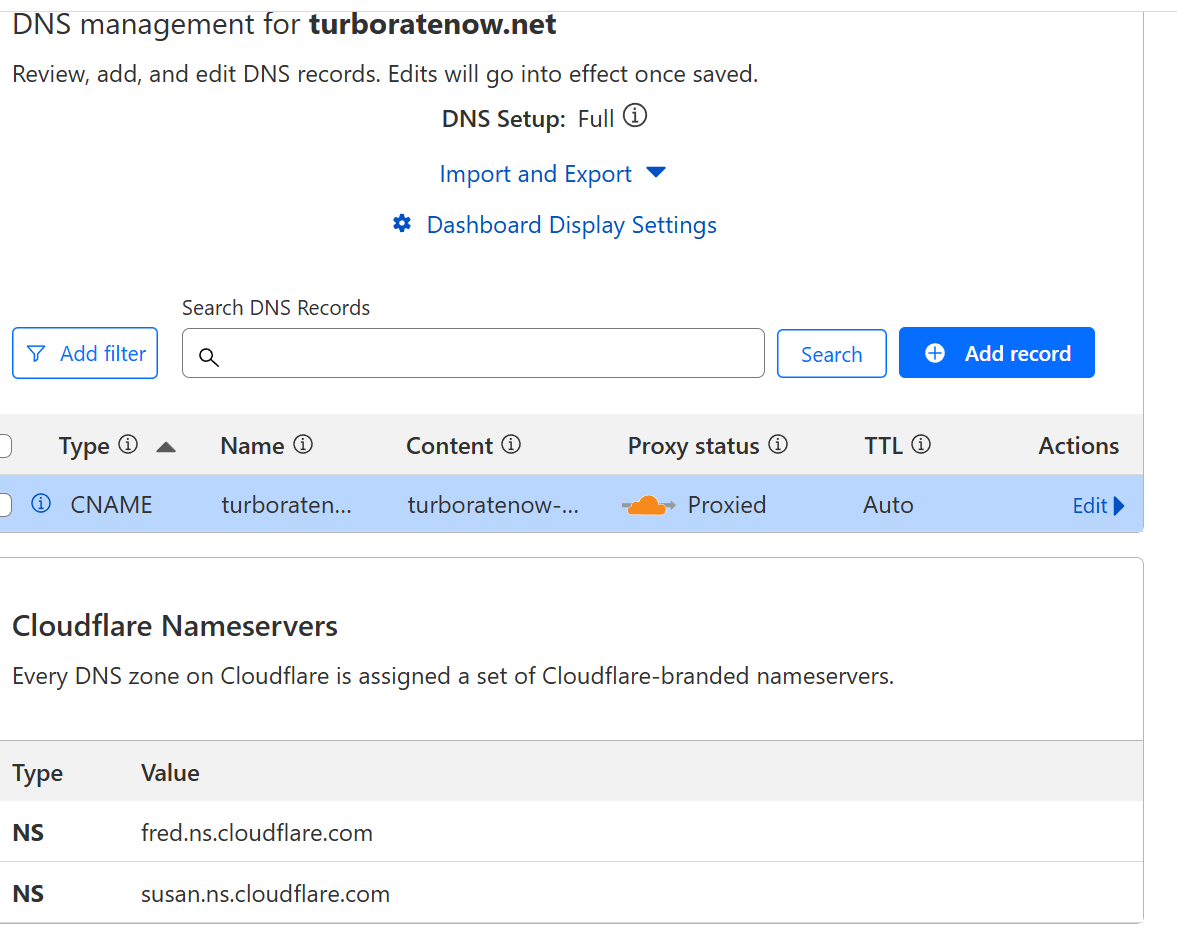 DNS management for turboratenow.net
Review, add, and edit DNS records. Edits will go into effect once saved.
DNS Setup: Full
Import and Export
Dashboard Display Settings
Search DNS Records
Add filter
Search
Add record
Type Name Content Proxy status TTL Actions
CNAME turboraten... turboratenow-... Proxied Auto Edit
Cloudflare Nameservers
Every DNS zone on Cloudflare is assigned a set of Cloudflare-branded nameservers.
Type Value
NS fred.ns.cloudflare.com
NS susan.ns.cloudflare.com